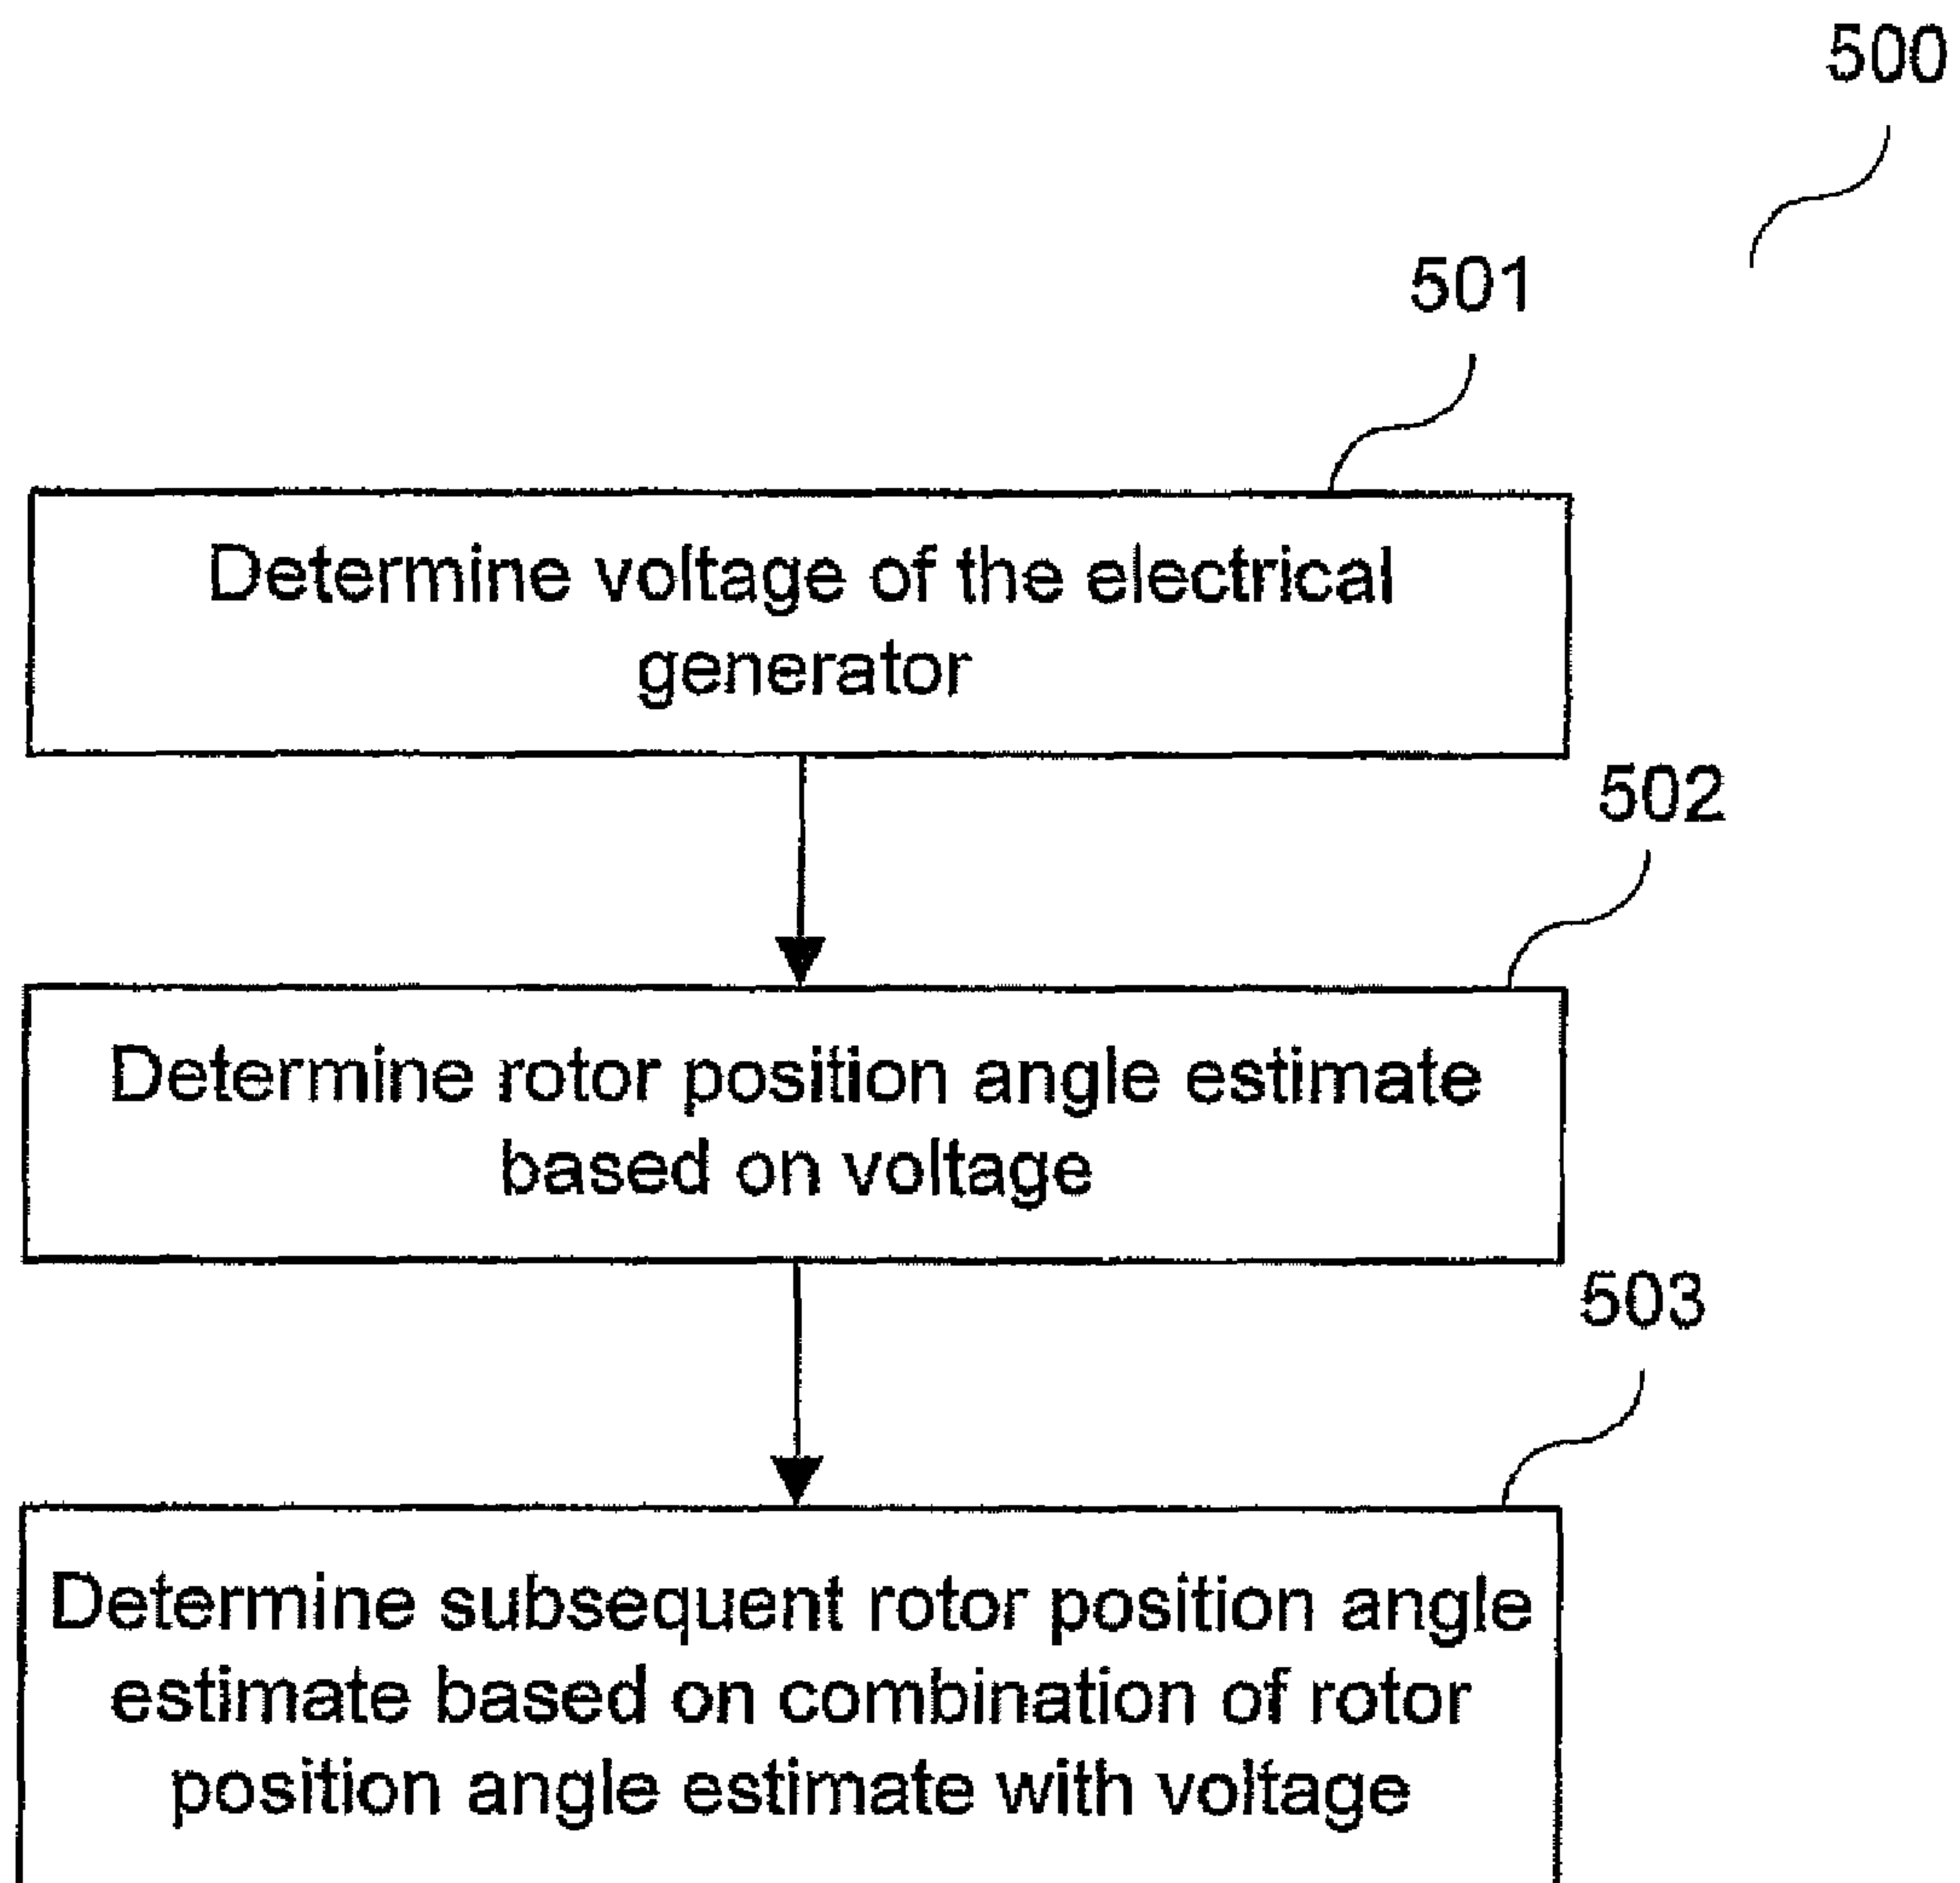 500
501
Determine voltage of the electrical
generator
502
Determine rotor position angle estimate
based on voltage
503
Determine subsequent rotor position angle
estimate based on combination of rotor
position angle estimate with voltage